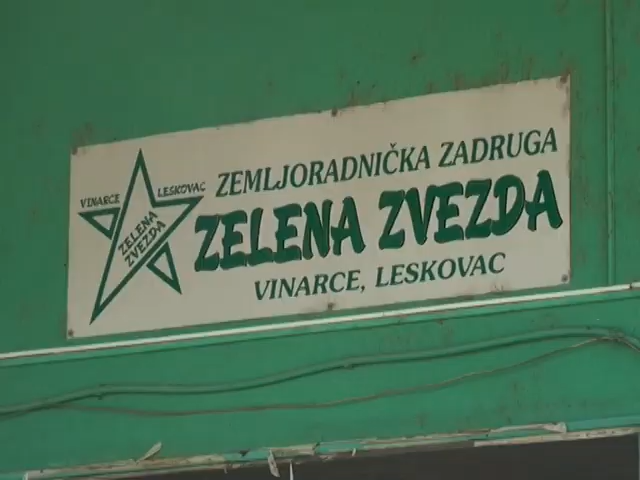 VINARCE LESKOVAC
ZELENA
ZVEZDA
ZEMLJORADNIČKA ZADRUGA
ZELENA ZVEZDA
VINARCE, LESKOVAC